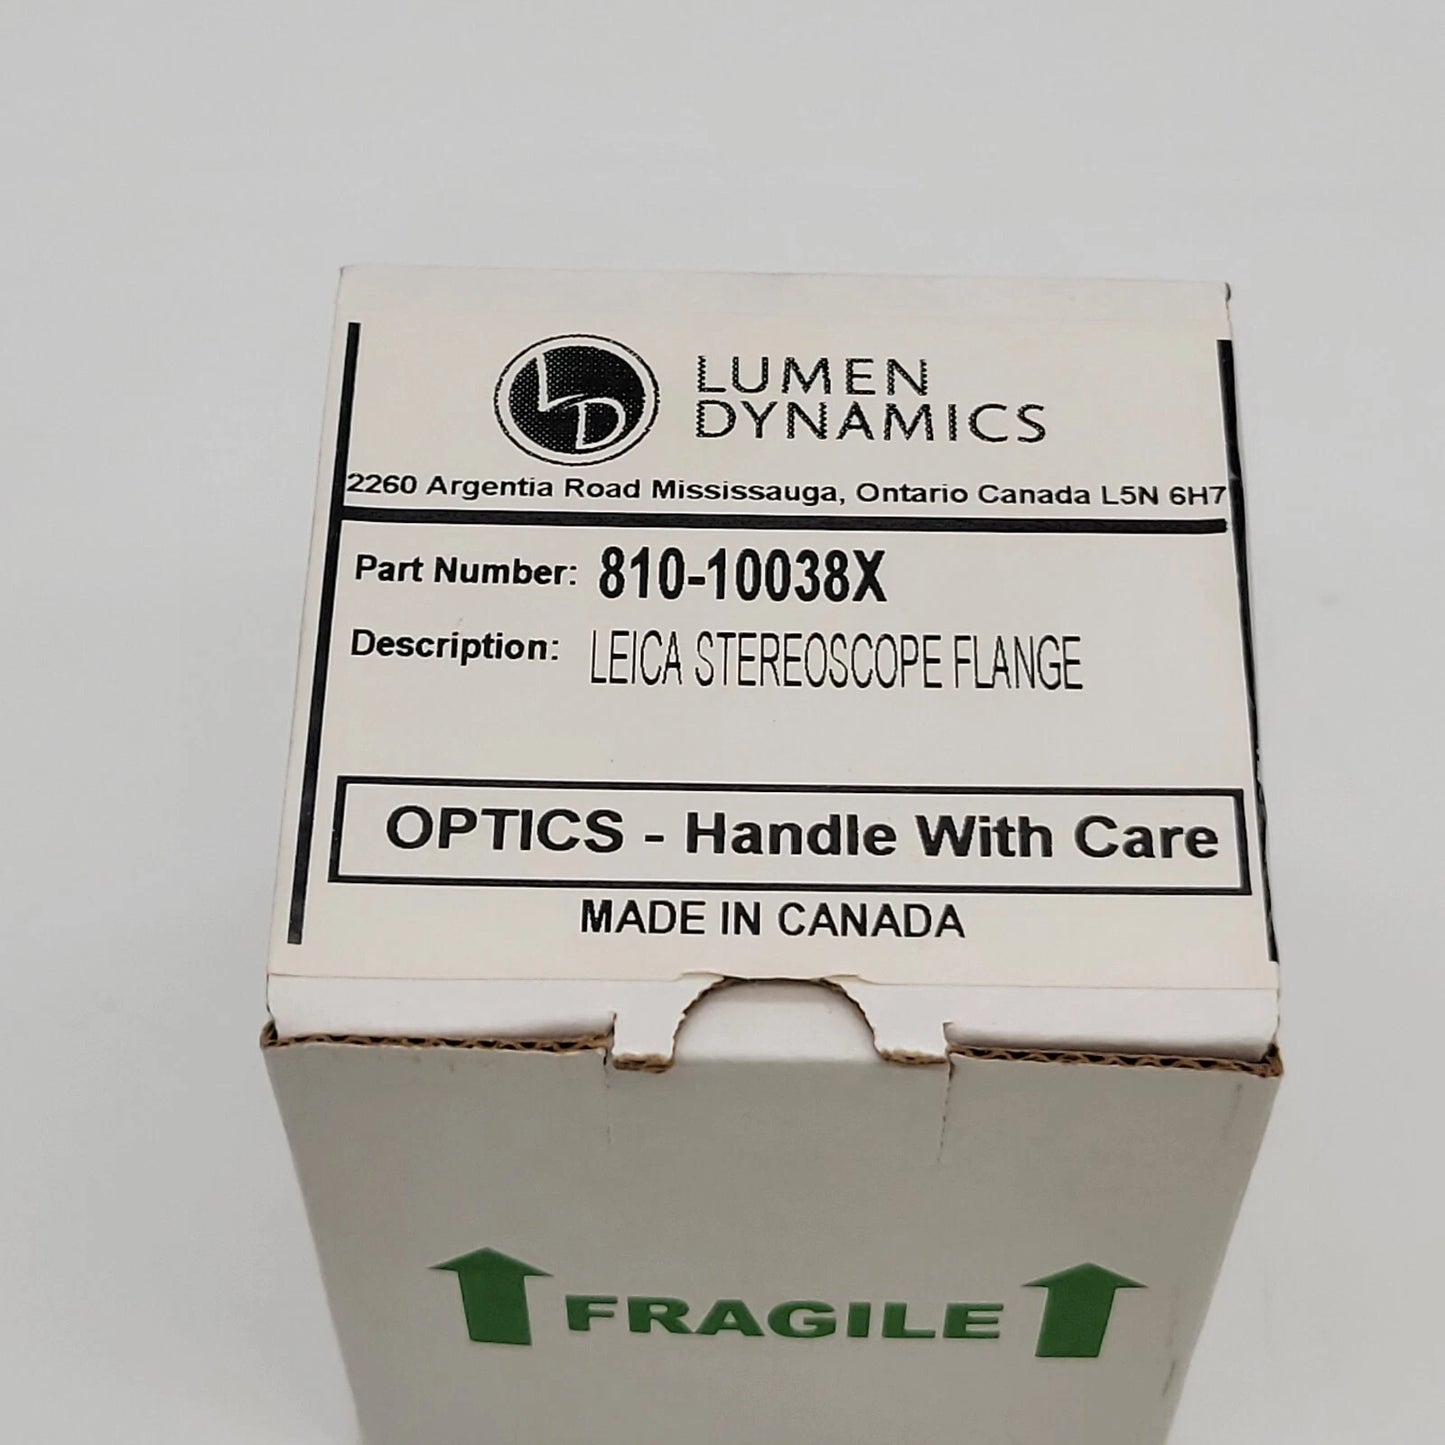 LD
LUMEN
DYNAMICS
2260 Argentia Road Mississauga, Ontario Canada L5N 6H7
Part Number: 810-10038X
Description: LEICA STEREOSCOPE FLANGE
OPTICS - Handle With Care
MADE IN CANADA
FRAGILE